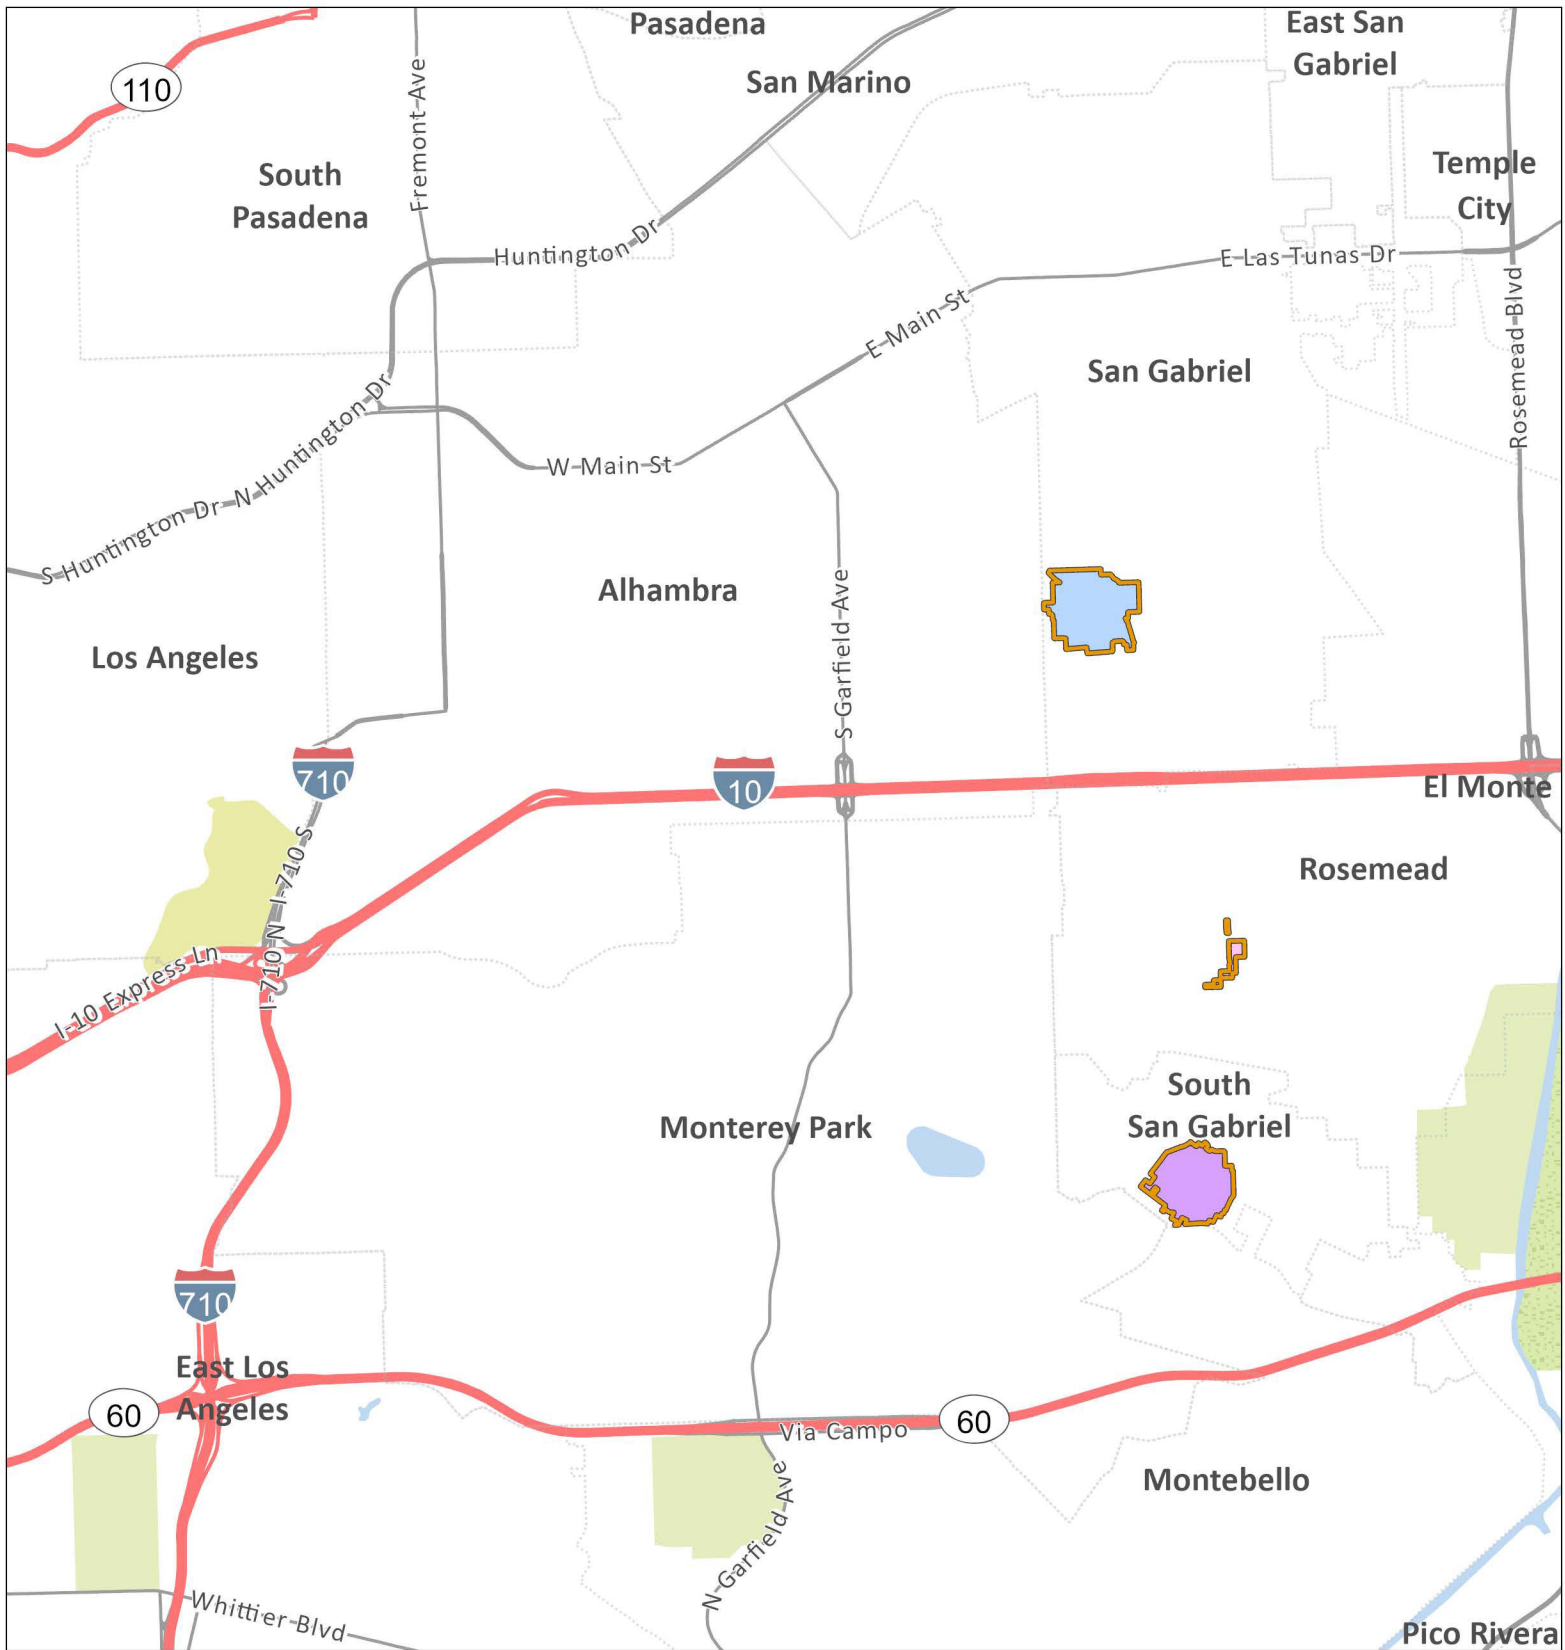 Pasadena
East San
Gabriel
San Marino
110
Fremont Ave
South
Pasadena
Temple
City
Huntington Dr
E Las Tunas Dr
E Main St
San Gabriel
Rosemead Blvd
N Huntington Dr
W Main St
S Huntington Dr
Alhambra
S Garfield Ave
Los Angeles
710
10
El Monte
I-710 S
Rosemead
I-710 N
I-10 Express Ln
South
San Gabriel
Monterey Park
710
East Los
Angeles
60
60
Via Campo
Montebello
N Garfield Ave
Whittier Blvd
Pico Rivera